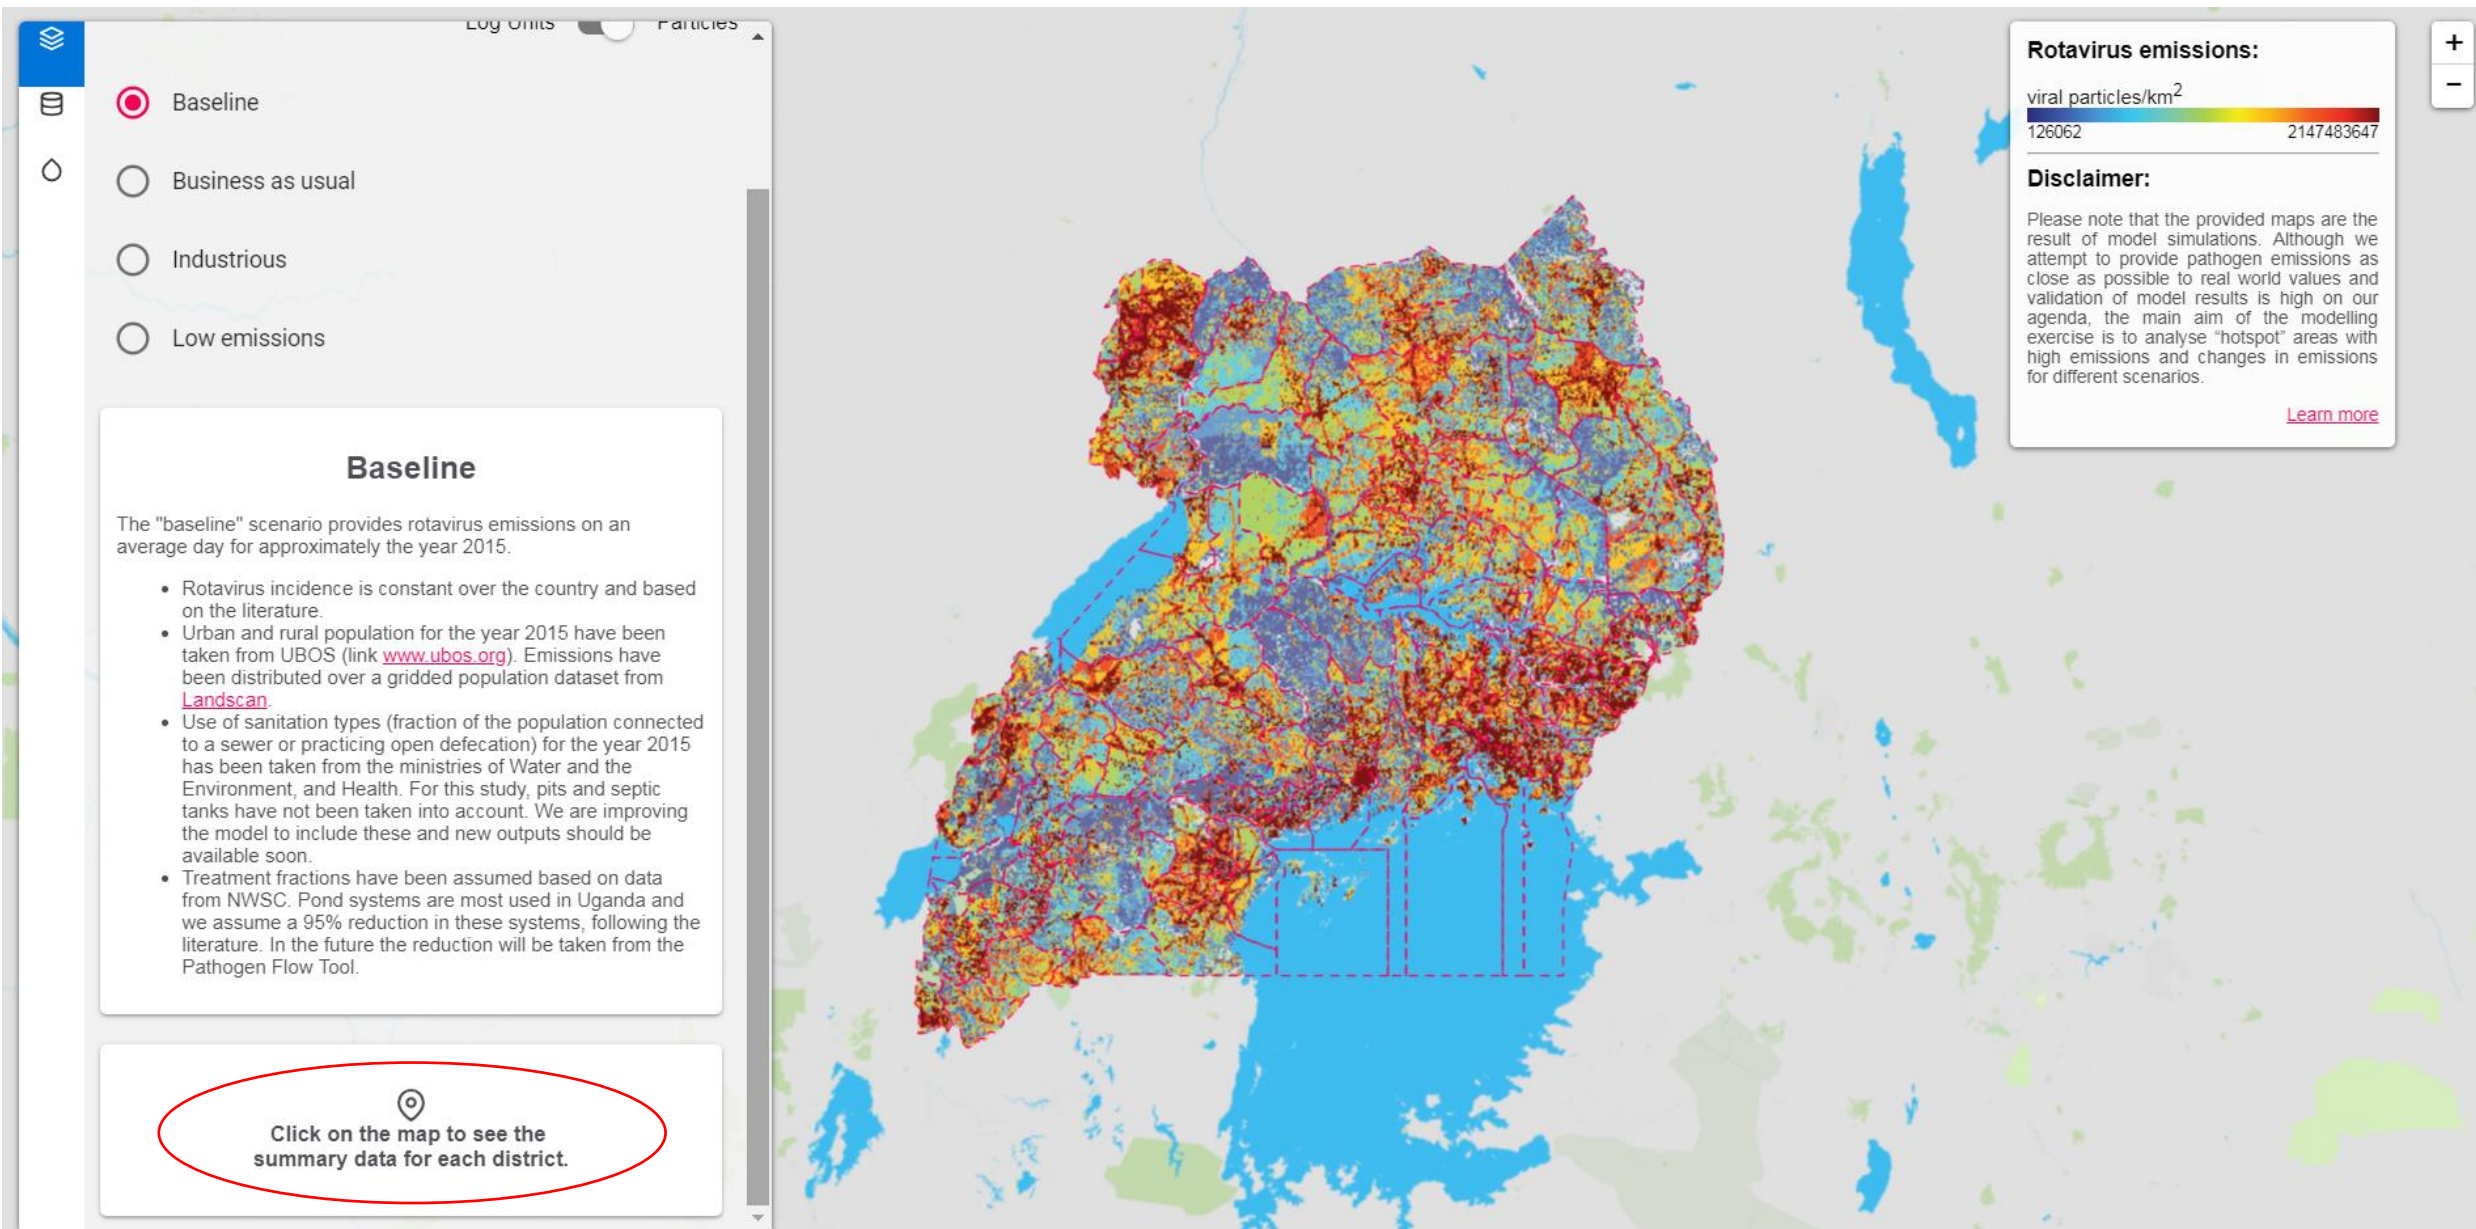 Log Units Particles
Baseline
Business as usual
Industrious
Low emissions
Baseline
The "baseline" scenario provides rotavirus emissions on an
average day for approximately the year 2015.
• Rotavirus incidence is constant over the country and based
on the literature.
• Urban and rural population for the year 2015 have been
taken from UBOS (link www.ubos.org). Emissions have
been distributed over a gridded population dataset from
Landscan.
• Use of sanitation types (fraction of the population connected
to a sewer or practicing open defecation) for the year 2015
has been taken from the ministries of Water and the
Environment, and Health. For this study, pits and septic
tanks have not been taken into account. We are improving
the model to include these and new outputs should be
available soon.
• Treatment fractions have been assumed based on data
from NWSC. Pond systems are most used in Uganda and
we assume a 95% reduction in these systems, following the
literature. In the future the reduction will be taken from the
Pathogen Flow Tool.
Click on the map to see the
summary data for each district.
Rotavirus emissions:
viral particles/km²
126062 2147483647
Disclaimer:
Please note that the provided maps are the
result of model simulations. Although we
attempt to provide pathogen emissions as
close as possible to real world values and
validation of model results is high on our
agenda, the main aim of the modelling
exercise is to analyse “hotspot” areas with
high emissions and changes in emissions
for different scenarios.
Learn more
+
−